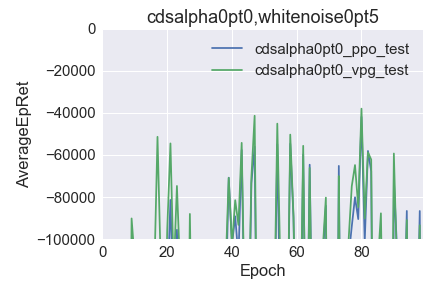 cdsalpha0pt0,whitenoise0pt5
cdsalpha0pt0_ppo_test
cdsalpha0pt0_vpg_test
AverageEpRet
0
−20000
−40000
−60000
−80000
−100000
0 20 40 60 80
Epoch